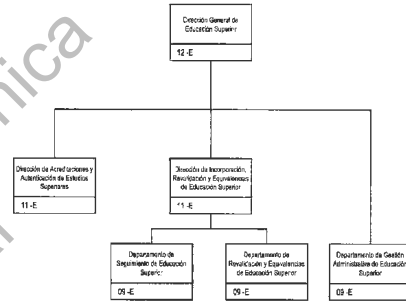 Dirección General de
Educación Superior
12 -E
Dirección de Acreditaciones y
Autenticación de Estudios
Superiores
11 -E
Dirección de Incorporación,
Revalidación y Equivalencias
de Educación Superior
11 -E
Departamento de
Seguimiento de Educación
Superior
09 -E
Departamento de
Revalidación y Equivalencias
de Educación Superior
09 -E
Departamento de Gestión
Administrativa de Educación
Superior
09 -E
nica